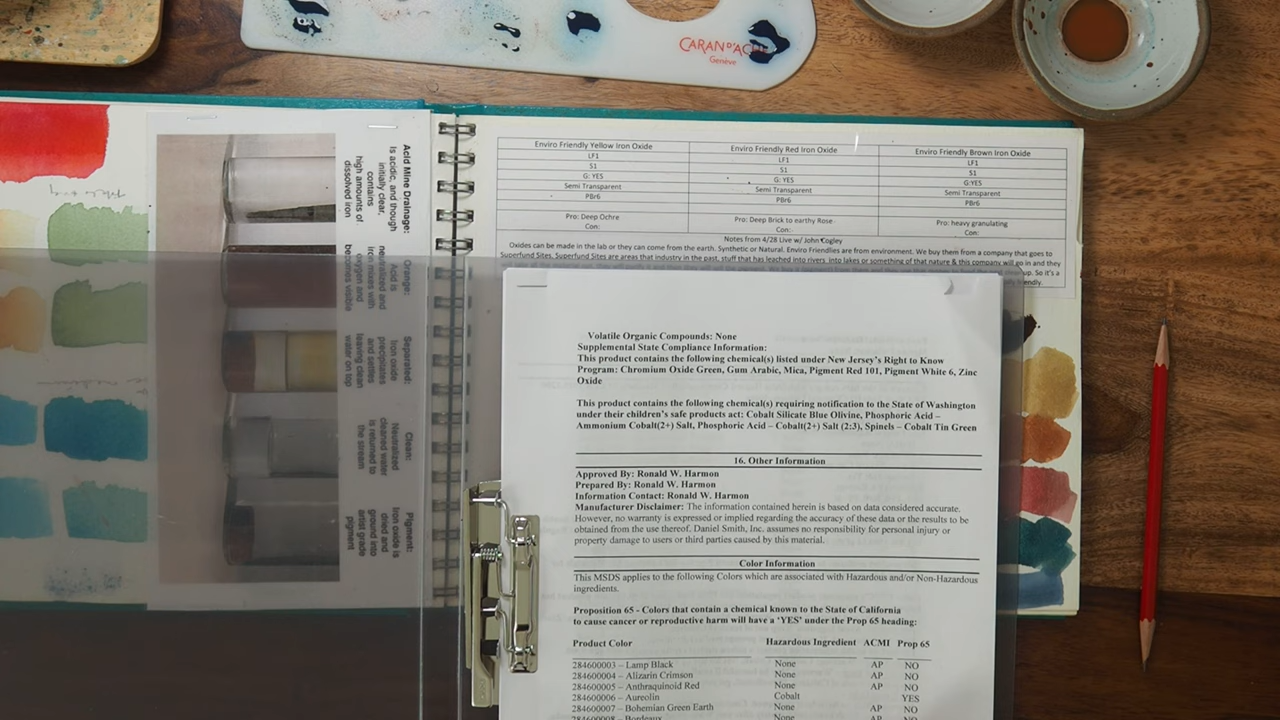 CARAN D'ACHE
Genève
Acid Mine Drainage:
Is acidic, and though
initially clear,
contains
high amounts of
dissolved iron
Orange:
Acid is
neutralized and
iron mixes with
oxygen and
becomes visible
Separated:
Iron oxide
precipitates
and settles
leaving clean
water on top
Clean:
Neutralized
cleaned water
is returned to
the stream
Pigment:
Iron oxide is
dried and
ground into
artist grade
pigment
Enviro Friendly Yellow Iron Oxide
LF1
S1
G: YES
Semi Transparent
PBr6
Pro: Deep Ochre
Con:
Enviro Friendly Red Iron Oxide
LF1
S1
G: YES
Semi Transparent
PBr6
Pro: Deep Brick to earthy Rose
Con:-
Enviro Friendly Brown Iron Oxide
LF1
S1
G:YES
Semi Transparent
PBr6
Pro: heavy granulating
Con:
Notes from 4/28 Live w/ John Cogley
Oxides can be made in the lab or they can come from the earth. Synthetic or Natural. Enviro Friendlies are from environment. We buy them from a company that goes to
Superfund Sites. Superfund Sites are areas that industry in the past, stuff that has leached into rivers, into lakes or something of that nature & this company will go in and they
up. So it's a
Volatile Organic Compounds: None
Supplemental State Compliance Information:
This product contains the following chemical(s) listed under New Jersey's Right to Know
Program: Chromium Oxide Green, Gum Arabic, Mica, Pigment Red 101, Pigment White 6, Zinc
Oxide
This product contains the following chemical(s) requiring notification to the State of Washington
under their children's safe products act: Cobalt Silicate Blue Olivine, Phosphoric Acid –
Ammonium Cobalt(2+) Salt, Phosphoric Acid – Cobalt(2+) Salt (2:3), Spinels – Cobalt Tin Green
16. Other Information
Approved By: Ronald W. Harmon
Prepared By: Ronald W. Harmon
Information Contact: Ronald W. Harmon
Manufacturer Disclaimer: The information contained herein is based on data considered accurate.
However, no warranty is expressed or implied regarding the accuracy of these data or the results to be
obtained from the use thereof. Daniel Smith, Inc. assumes no responsibility for personal injury or
property damage to users or third parties caused by this material.
Color Information
This MSDS applies to the following Colors which are associated with Hazardous and/or Non-Hazardous
ingredients.
Proposition 65 - Colors that contain a chemical known to the State of California
to cause cancer or reproductive harm will have a 'YES' under the Prop 65 heading:
Product Color Hazardous Ingredient ACMI Prop 65
284600003 – Lamp Black None AP NO
284600004 – Alizarin Crimson None AP NO
284600005 – Anthraquinoid Red None AP NO
284600006 – Aureolin Cobalt YES
284600007 – Bohemian Green Earth None AP NO
284600008 – Bordeaux None AP NO